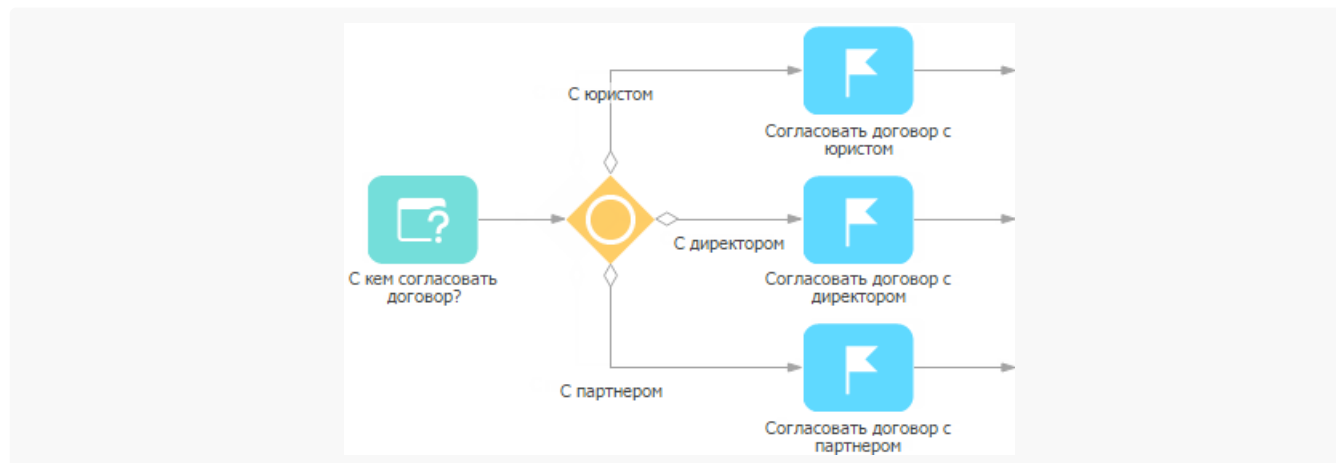 С юристом
Согласовать договор с
юристом
С кем согласовать
договор?
С директором
Согласовать договор с
директором
С партнером
Согласовать договор с
партнером